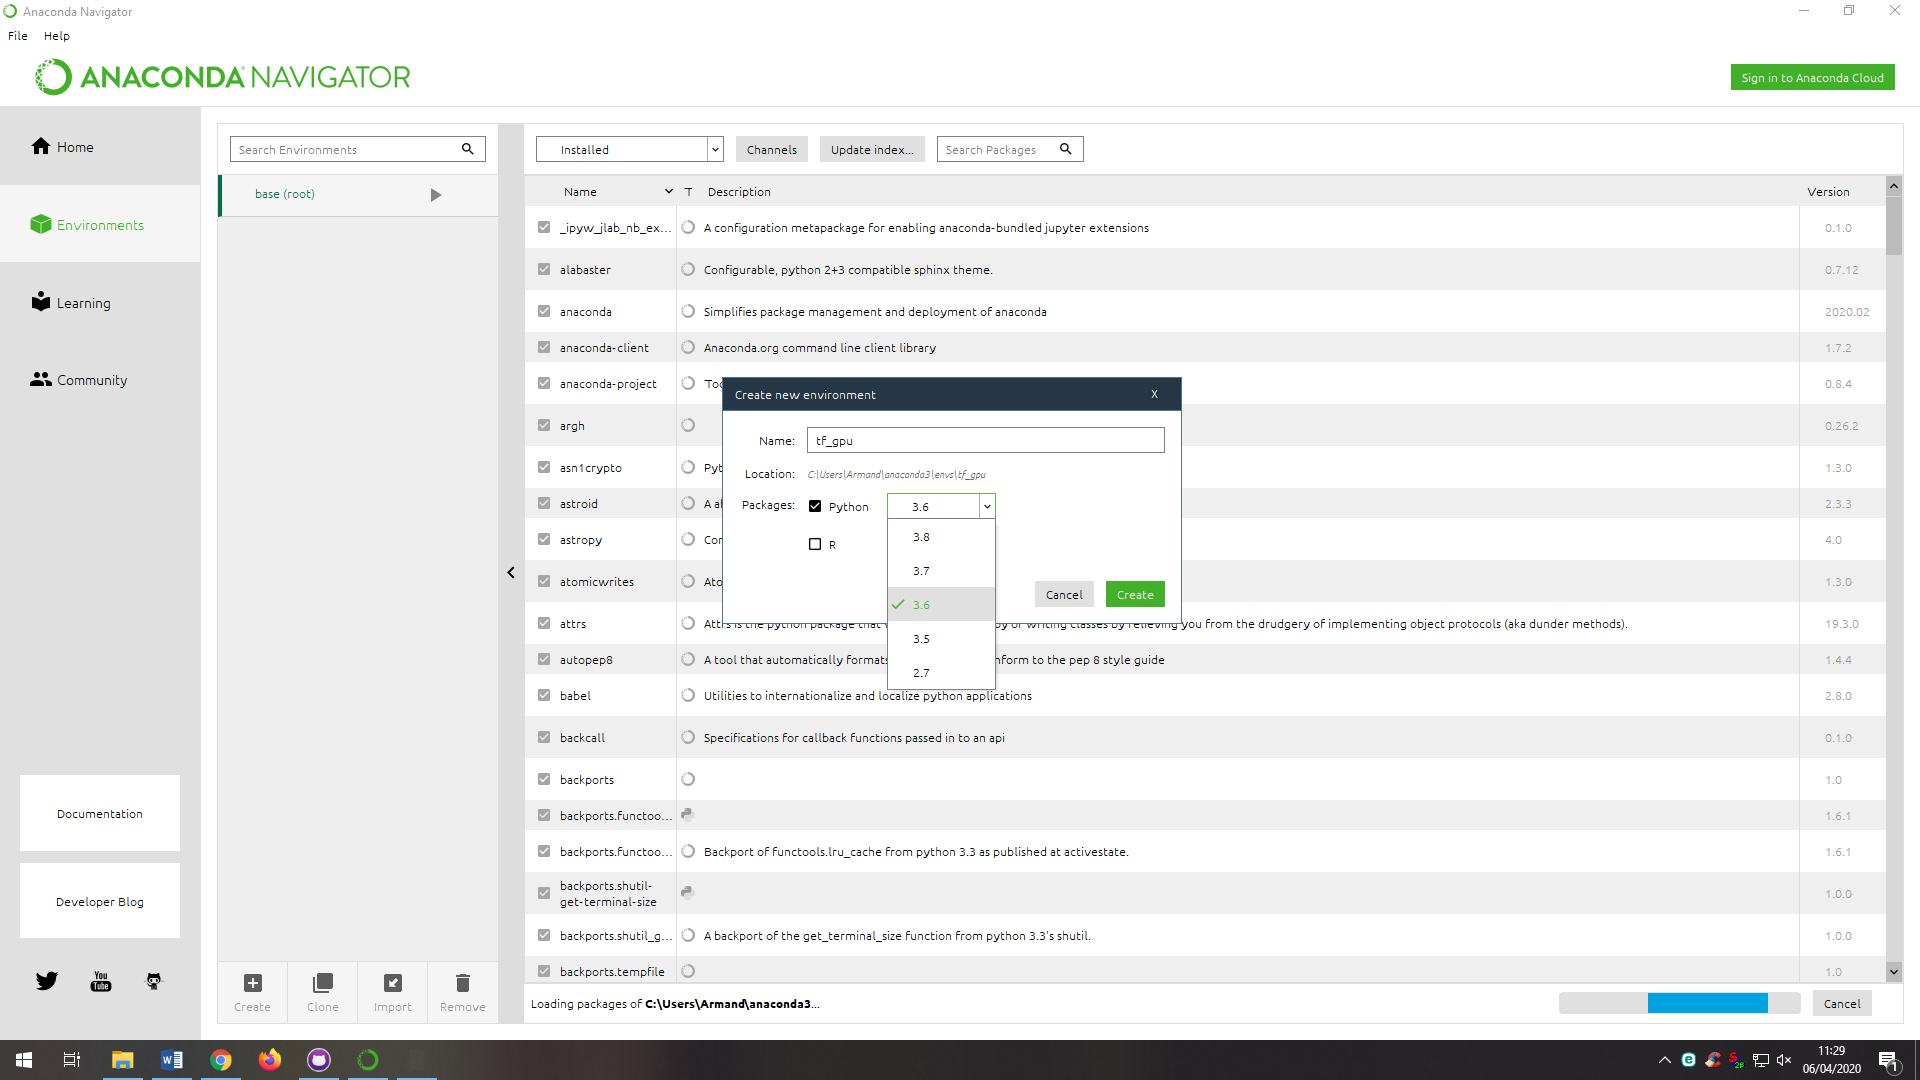 Anaconda Navigator
File Help
ANACONDA NAVIGATOR
Sign in to Anaconda Cloud
Home
Environments
Learning
Community
Documentation
Developer Blog
You
Tube
Search Environments
base (root)
Create Clone Import Remove
Installed Channels Update index... Search Packages
Name T Description Version
_ipyw_jlab_nb_ex... A configuration metapackage for enabling anaconda-bundled jupyter extensions 0.1.0
alabaster Configurable, python 2+3 compatible sphinx theme. 0.7.12
anaconda Simplifies package management and deployment of anaconda 2020.02
anaconda-client Anaconda.org command line client library 1.7.2
anaconda-project 0.8.4
argh 0.26.2
asn1crypto 1.3.0
astroid 2.3.3
astropy 4.0
atomicwrites 1.3.0
attrs Attrs is the python package that writing classes by relieving you from the drudgery of implementing object protocols (aka dunder methods). 19.3.0
autopep8 A tool that automatically formats to the pep 8 style guide 1.4.4
babel Utilities to internationalize and localize python applications 2.8.0
backcall Specifications for callback functions passed in to an api 0.1.0
backports 1.0
backports.functoo... 1.6.1
backports.functoo... Backport of functools.lru_cache from python 3.3 as published at activestate. 1.6.1
backports.shutil-
get-terminal-size 1.0.0
backports.shutil_g... A backport of the get_terminal_size function from python 3.3's shutil. 1.0.0
backports.tempfile 1.0
Loading packages of C:\Users\Armand\anaconda3... Cancel
Create new environment X
Name: tf_gpu
Location: C:\Users\Armand\anaconda3\envs\tf_gpu
Packages: Python 3.6
R
3.8
3.7
3.6
3.5
2.7
Cancel Create
11:29
06/04/2020
1